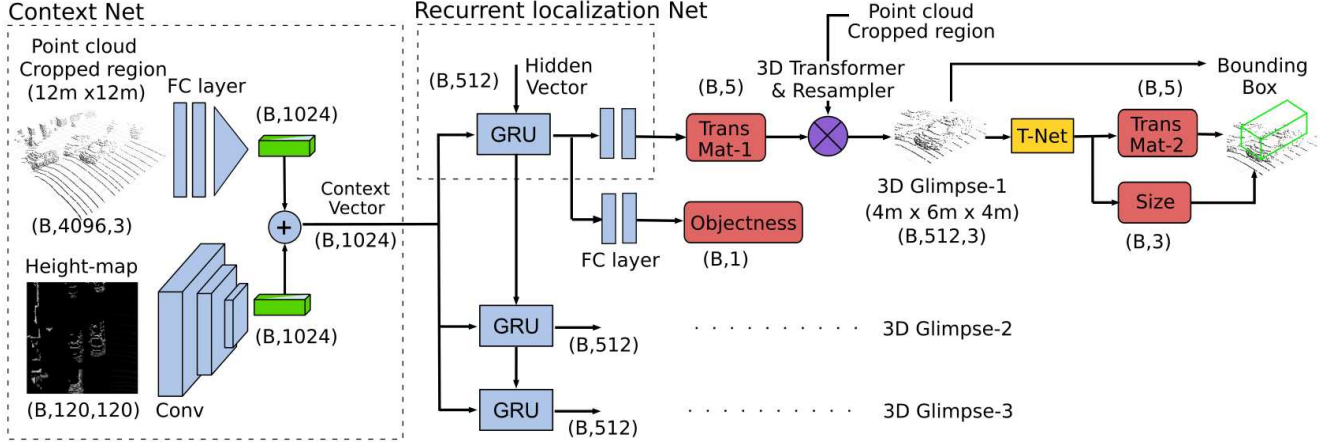 Context Net
Point cloud
Cropped region
(12m x12m)
FC layer
(B,1024)
(B,4096,3)
Height-map
(B,120,120)
Conv
(B,1024)
+
Context
Vector
(B,1024)
Recurrent localization Net
(B,512)
Hidden
Vector
GRU
FC layer
(B,5)
Trans
Mat-1
Objectness
(B,1)
Point cloud
Cropped region
3D Transformer
& Resampler
3D Glimpse-1
(4m x 6m x 4m)
(B,512,3)
T-Net
(B,5)
Trans
Mat-2
Size
(B,3)
Bounding
Box
GRU
(B,512)
3D Glimpse-2
GRU
(B,512)
3D Glimpse-3